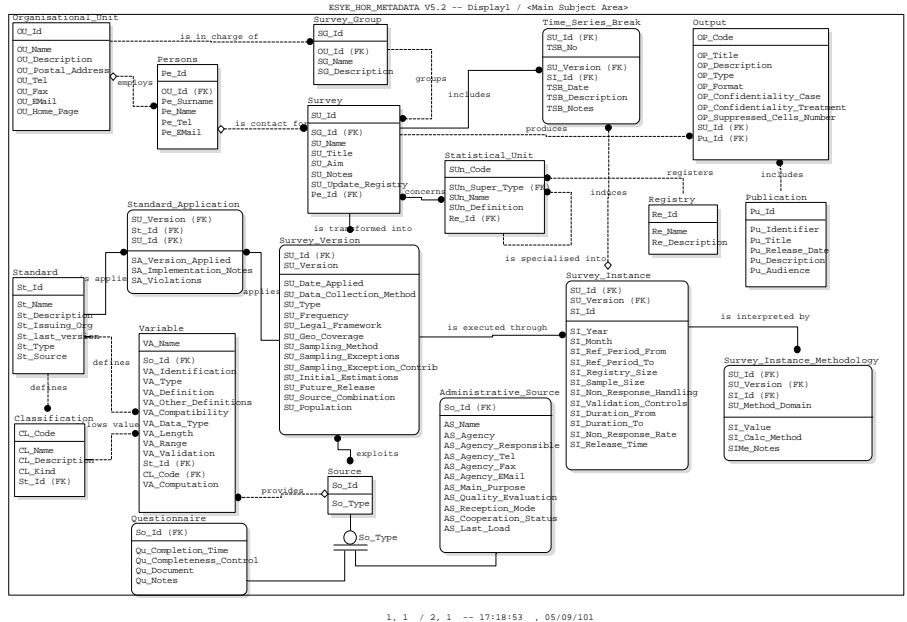 ESYE_HOR_METADATA V5.2 -- Display1 / <Main Subject Area>
Organisational_Unit
OU_Id
OU_Name
OU_Description
OU_Postal_Address
OU_Tel
OU_Fax
OU_EMail
OU_Home_Page
is in charge of
employs
Persons
Pe_Id
OU_Id (FK)
Pe_Surname
Pe_Name
Pe_Tel
Pe_EMail
is contact for
Survey_Group
SG_Id
OU_Id (FK)
SG_Name
SG_Description
groups
Survey
SU_Id
SG_Id (FK)
SU_Name
SU_Title
SU_Aim
SU_Notes
SU_Update_Registry
Pe_Id (FK)
includes
produces
concerns
is transformed into
Time_Series_Break
SU_Id (FK)
TSB_No
SU_Version (FK)
SI_Id (FK)
TSB_Date
TSB_Description
TSB_Notes
Output
OP_Code
OP_Title
OP_Description
OP_Type
OP_Format
OP_Confidentiality_Case
OP_Confidentiality_Treatment
OP_Suppressed_Cells_Number
SU_Id (FK)
Pu_Id (FK)
includes
Statistical_Unit
SUn_Code
SUn_Super_Type (FK)
SUn_Name
SUn_Definition
Re_Id (FK)
registers
induces
is specialised into
Registry
Re_Id
Re_Name
Re_Description
Publication
Pu_Id
Pu_Identifier
Pu_Title
Pu_Release_Date
Pu_Description
Pu_Audience
Standard_Application
SU_Version (FK)
St_Id (FK)
SU_Id (FK)
SA_Version_Applied
SA_Implementation_Notes
SA_Violations
is applie
applies
Standard
St_Id
St_Name
St_Description
St_Issuing_Org
St_last_version
St_Type
St_Source
defines
defines
Classification
CL_Code
CL_Name
CL_Description
CL_Kind
St_Id (FK)
lows value
Variable
VA_Name
So_Id (FK)
VA_Identification
VA_Type
VA_Definition
VA_Other_Definitions
VA_Compatibility
VA_Data_Type
VA_Length
VA_Range
VA_Validation
St_Id (FK)
CL_Code (FK)
VA_Computation
provides
Survey_Version
SU_Id (FK)
SU_Version
SU_Date_Applied
SU_Data_Collection_Method
SU_Type
SU_Frequency
SU_Legal_Framework
SU_Geo_Coverage
SU_Sampling_Method
SU_Sampling_Exceptions
SU_Sampling_Exception_Contrib
SU_Initial_Estimations
SU_Future_Release
SU_Source_Combination
SU_Population
is executed through
exploits
Survey_Instance
SU_Id (FK)
SU_Version (FK)
SI_Id
SI_Year
SI_Month
SI_Ref_Period_From
SI_Ref_Period_To
SI_Registry_Size
SI_Sample_Size
SI_Non_Response_Handling
SI_Validation_Controls
SI_Duration_From
SI_Duration_To
SI_Non_Response_Rate
SI_Release_Time
is interpreted by
Survey_Instance_Methodology
SU_Id (FK)
SU_Version (FK)
SI_Id (FK)
SU_Method_Domain
SI_Value
SI_Calc_Method
SIMe_Notes
Administrative_Source
So_Id (FK)
AS_Name
AS_Agency
AS_Agency_Responsible
AS_Agency_Tel
AS_Agency_Fax
AS_Agency_EMail
AS_Main_Purpose
AS_Quality_Evaluation
AS_Reception_Mode
AS_Cooperation_Status
AS_Last_Load
Source
So_Id
So_Type
So_Type
Questionnaire
So_Id (FK)
Qu_Completion_Time
Qu_Completeness_Control
Qu_Document
Qu_Notes
1, 1 / 2, 1 -- 17:18:53 , 05/09/101